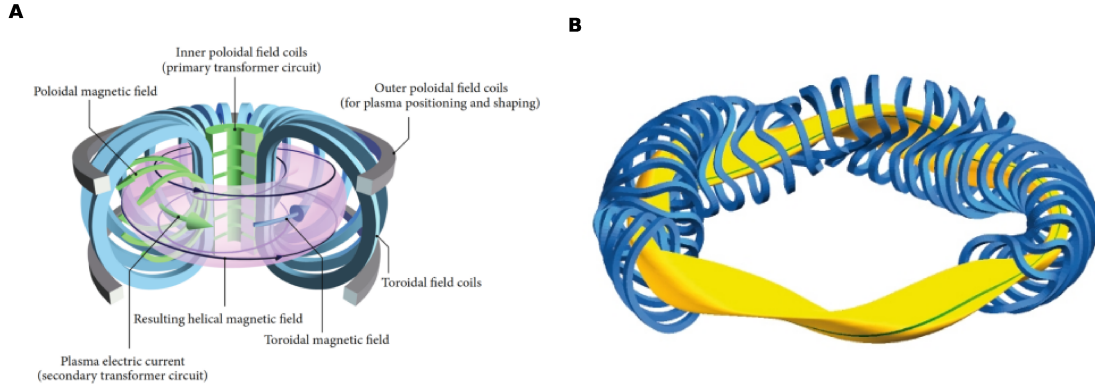 A
B
Inner poloidal field coils
(primary transformer circuit)
Poloidal magnetic field
Outer poloidal field coils
(for plasma positioning and shaping)
Toroidal field coils
Resulting helical magnetic field
Toroidal magnetic field
Plasma electric current
(secondary transformer circuit)